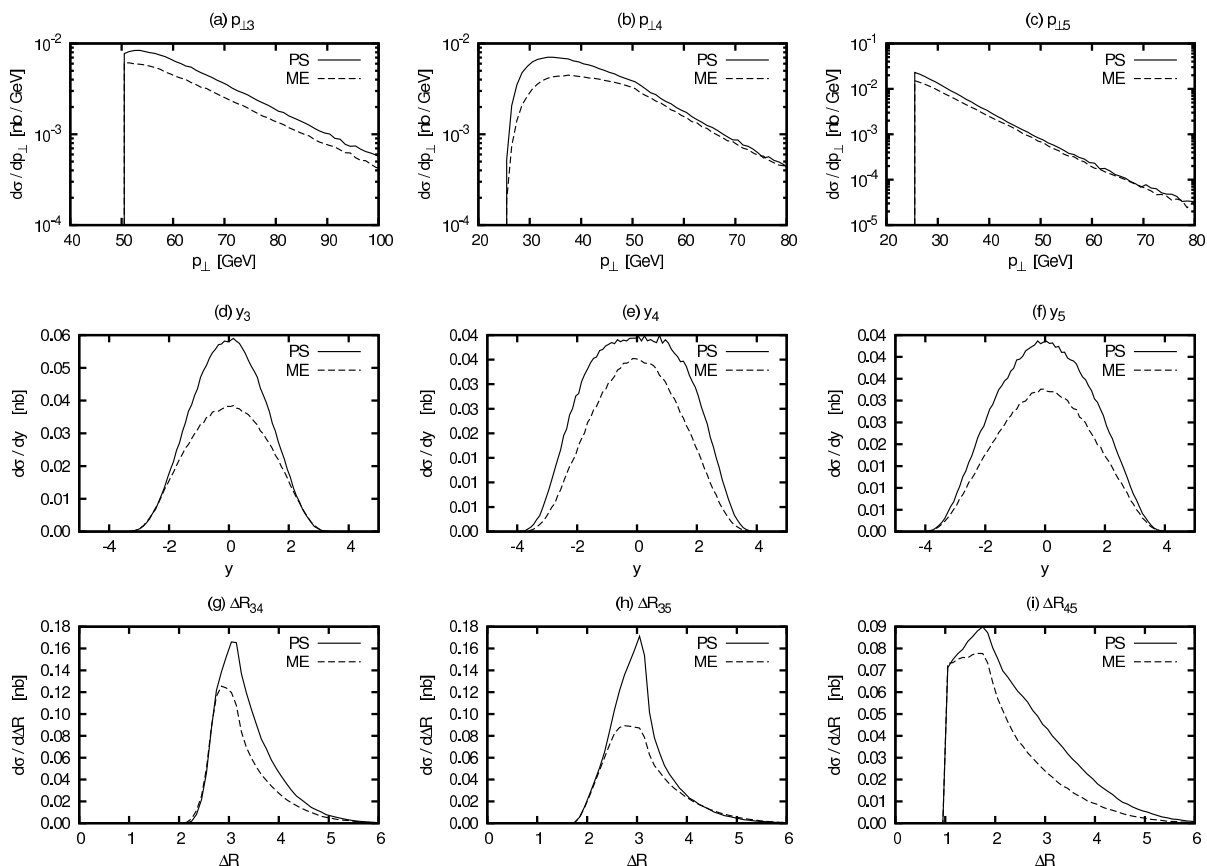 (a) p⊥3
dσ / dp⊥ [nb / GeV]
10⁻²
10⁻³
10⁻⁴
PS
ME
40 50 60 70 80 90 100
p⊥ [GeV]
(b) p⊥4
dσ / dp⊥ [nb / GeV]
10⁻²
10⁻³
10⁻⁴
PS
ME
20 30 40 50 60 70 80
p⊥ [GeV]
(c) p⊥5
dσ / dp⊥ [nb / GeV]
10⁻¹
10⁻²
10⁻³
10⁻⁴
10⁻⁵
PS
ME
20 30 40 50 60 70 80
p⊥ [GeV]
(d) y₃
dσ / dy [nb]
0.06
0.05
0.04
0.03
0.02
0.01
0.00
PS
ME
-4 -2 0 2 4
y
(e) y₄
dσ / dy [nb]
0.04
0.04
0.03
0.03
0.02
0.01
0.01
0.01
0.00
PS
ME
-4 -2 0 2 4
y
(f) y₅
dσ / dy [nb]
0.04
0.04
0.03
0.03
0.02
0.01
0.01
0.01
0.00
PS
ME
-4 -2 0 2 4
y
(g) ΔR₃₄
dσ / dΔR [nb]
0.18
0.16
0.14
0.12
0.10
0.08
0.06
0.04
0.02
0.00
PS
ME
0 1 2 3 4 5 6
ΔR
(h) ΔR₃₅
dσ / dΔR [nb]
0.18
0.16
0.14
0.12
0.10
0.08
0.06
0.04
0.02
0.00
PS
ME
0 1 2 3 4 5 6
ΔR
(i) ΔR₄₅
dσ / dΔR [nb]
0.09
0.08
0.07
0.06
0.05
0.04
0.03
0.02
0.01
0.00
PS
ME
0 1 2 3 4 5 6
ΔR